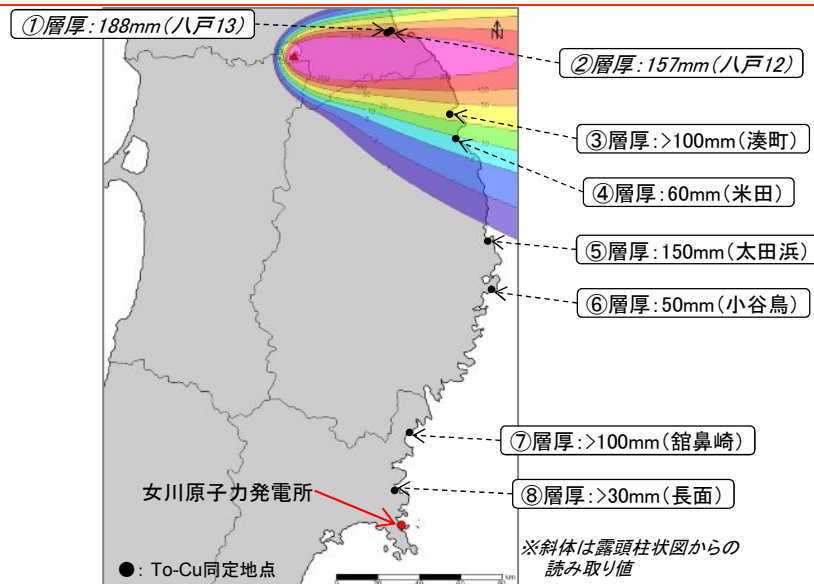 ①層厚:188mm(八戸13)
N
②層厚:157mm(八戸12)
③層厚:>100mm(湊町)
④層厚:60mm(米田)
⑤層厚:150mm(太田浜)
⑥層厚:50mm(小谷鳥)
⑦層厚:>100mm(舘鼻崎)
女川原子力発電所
⑧層厚:>30mm(長面)
※斜体は露頭柱状図からの
読み取り値
●:To-Cu同定地点
km